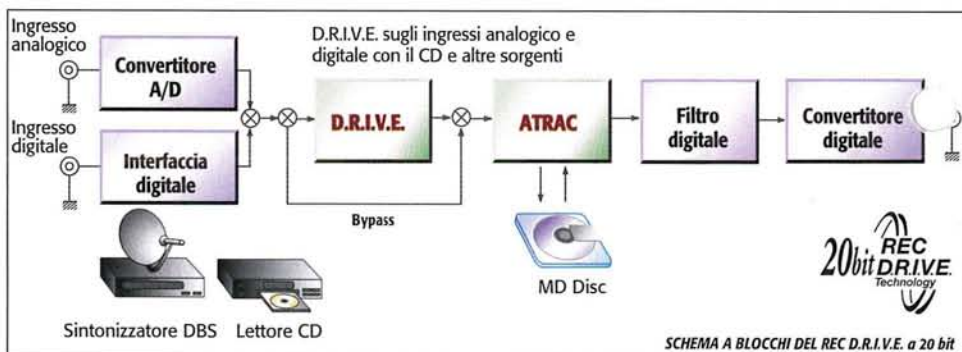 Ingresso
analogico
D.R.I.V.E. sugli ingressi analogico e
digitale con il CD e altre sorgenti
Convertitore
A/D
D.R.I.V.E.
ATRAC
Filtro
digitale
Convertitore
digitale
Ingresso
digitale
Interfaccia
digitale
Bypass
MD Disc
Sintonizzatore DBS
Lettore CD
20bit
REC
D.R.I.V.E.
Technology
SCHEMA A BLOCCHI DEL REC D.R.I.V.E. a 20 bit